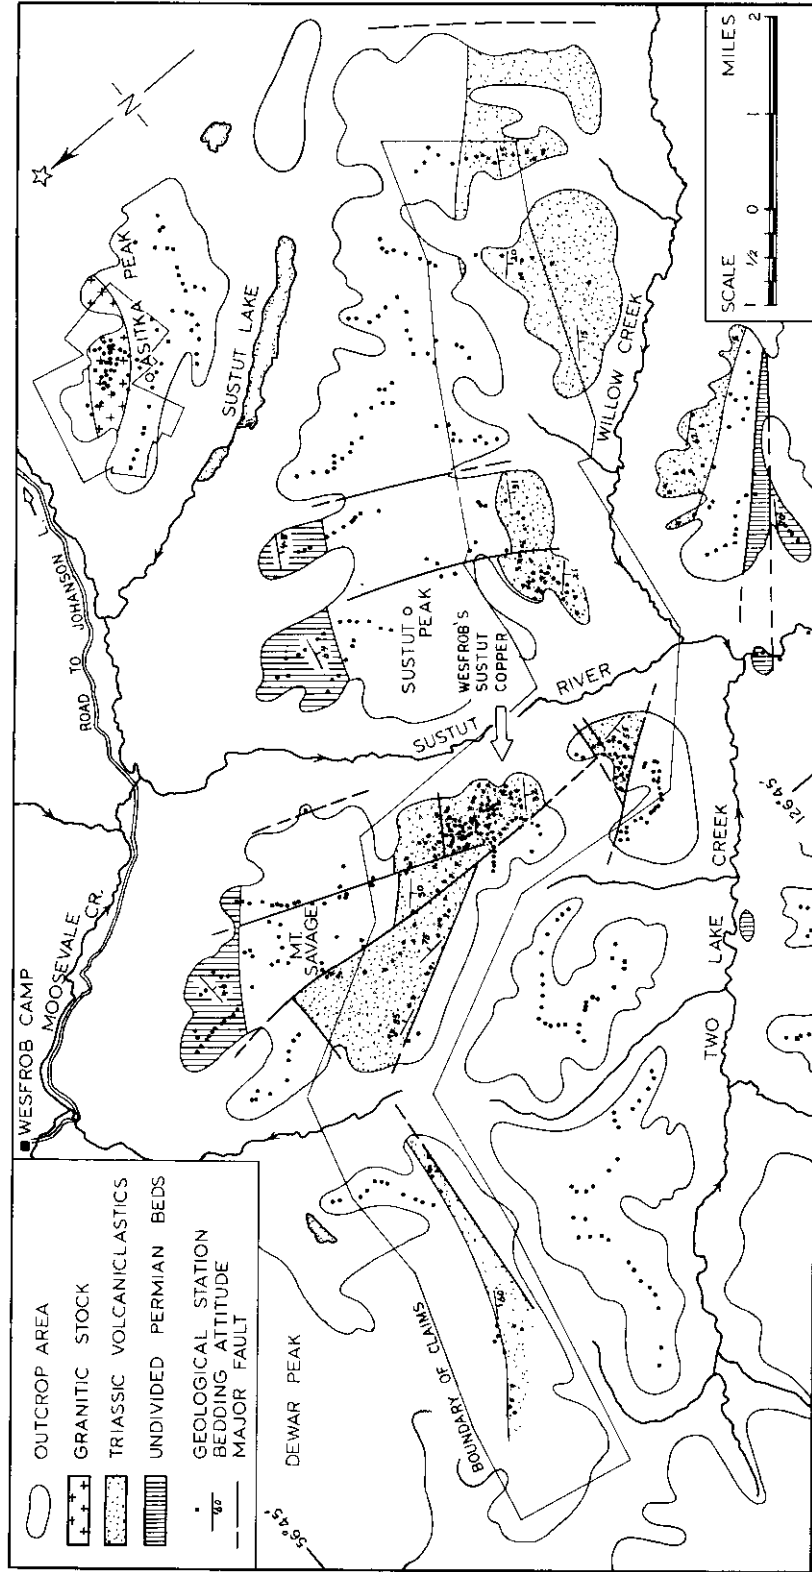 WESFROB CAMP
MOOSEVALE CR.
ROAD TO JOHANSON L.
N
ASITKA PEAK
SUSTUT LAKE
MT. SAVAGE
SUSTUT PEAK
WESFROB'S
SUSTUT
COPPER
SUSTUT RIVER
WILLOW CREEK
TWO LAKE CREEK
DEWAR PEAK
BOUNDARY OF CLAIMS
56° 45'
126° 45'
OUTCROP AREA
GRANITIC STOCK
TRIASSIC VOLCANICLASTICS
UNDIVIDED PERMIAN BEDS
GEOLOGICAL STATION
60 BEDDING ATTITUDE
MAJOR FAULT
SCALE MILES
1 1/2 0 1 2